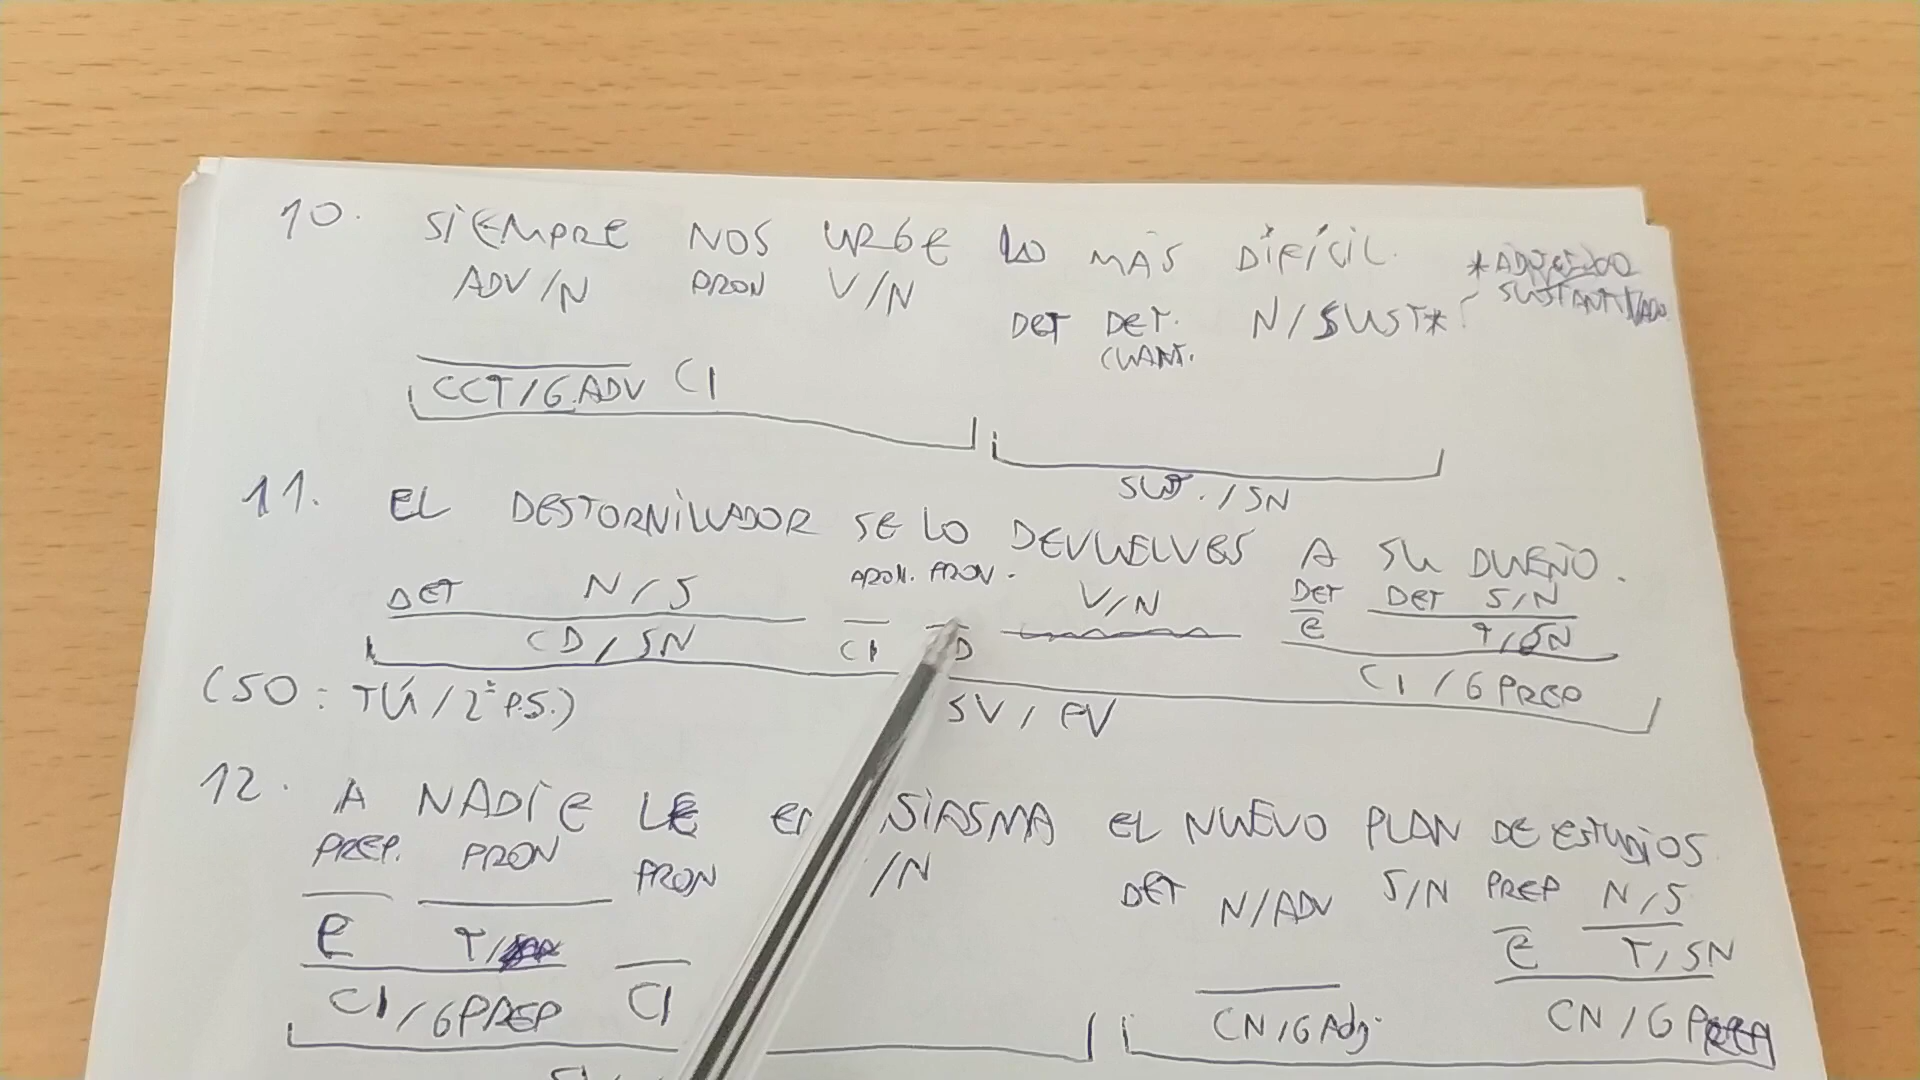 10. SIEMPRE NOS URGE LO MÁS DIFÍCIL. *ADJETIVO
SUSTANTIVADO
ADV/N PRON V/N DET DET. N/SUST*
CUANT.
CCT/G.ADV CI
SUJ./SN
11. EL DESTORNILLADOR SE LO DEVUELVES A SU DUEÑO.
DET N/S PRON. PRON. V/N DET DET S/N
CD/SN CI D E T/SN
CI/GPREP
(SO: TÚ/2ª P.S.) SV/PV
12. A NADIE LE EN SIASMA EL NUEVO PLAN DE ESTUDIOS
PREP. PRON PRON /N DET N/ADV S/N PREP N/S
E T/ E T/SN
CI/GPREP CI CN/GAdj. CN/GPREP